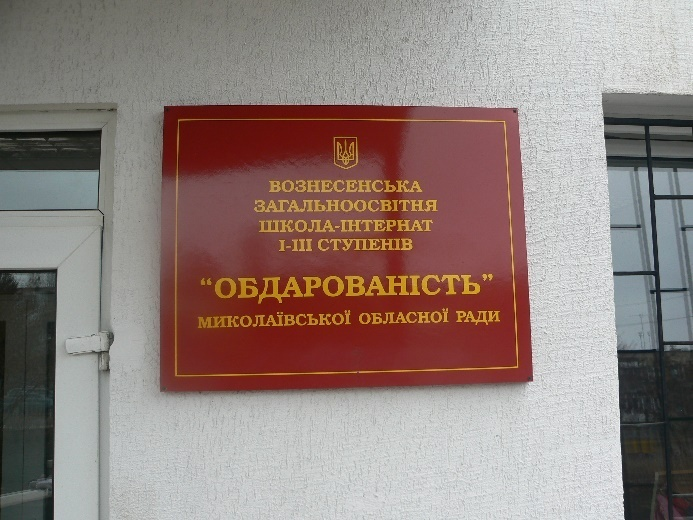 ВОЗНЕСЕНСЬКА
ЗАГАЛЬНООСВІТНЯ
ШКОЛА-ІНТЕРНАТ
І-ІІІ СТУПЕНІВ
“ОБДАРОВАНІСТЬ”
МИКОЛАЇВСЬКОЇ ОБЛАСНОЇ РАДИ